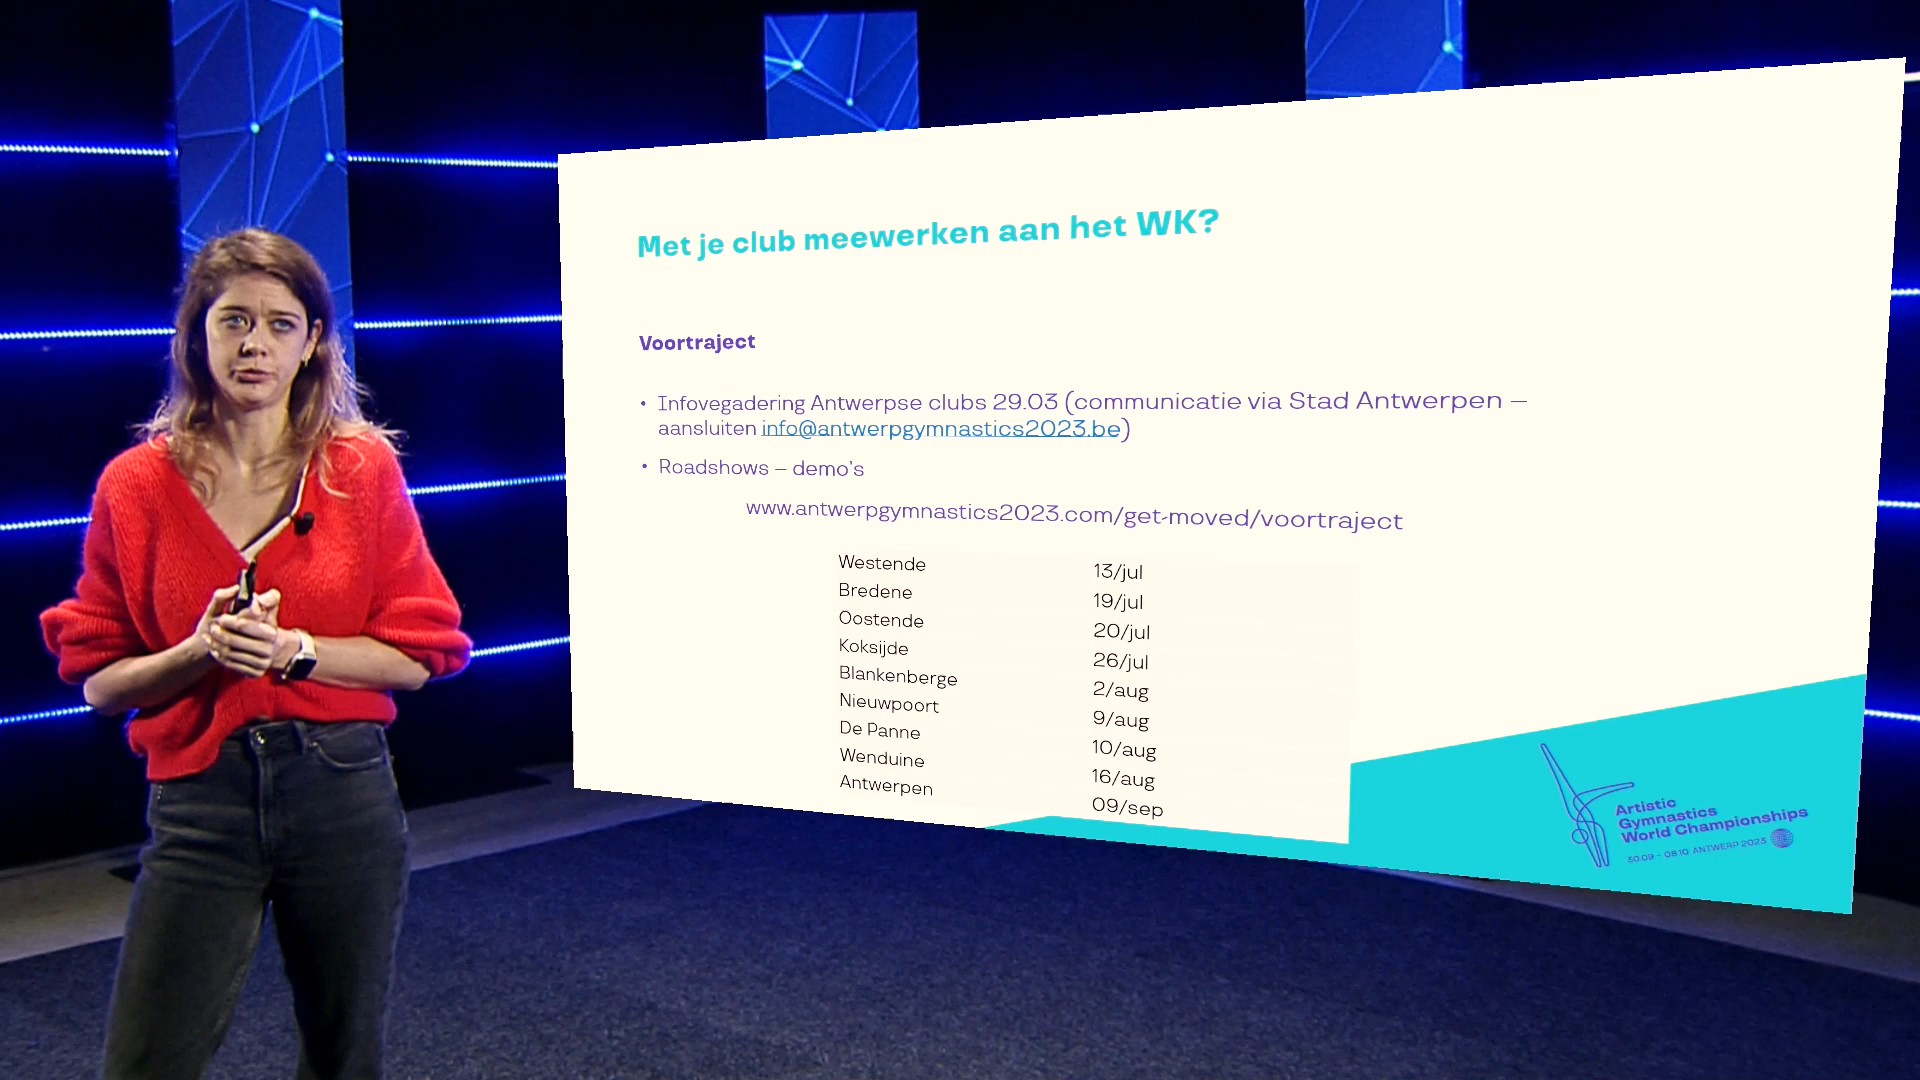 Met je club meewerken aan het WK?
Voortraject
• Infovegadering Antwerpse clubs 29.03 (communicatie via Stad Antwerpen –
aansluiten info@antwerpgymnastics2023.be)
• Roadshows – demo's
www.antwerpgymnastics2023.com/get-moved/voortraject
Westende 13/jul
Bredene 19/jul
Oostende 20/jul
Koksijde 26/jul
Blankenberge 2/aug
Nieuwpoort 9/aug
De Panne 10/aug
Wenduine 16/aug
Antwerpen 09/sep
Artistic
Gymnastics
World Championships
30.09 – 08.10 ANTWERP 2023